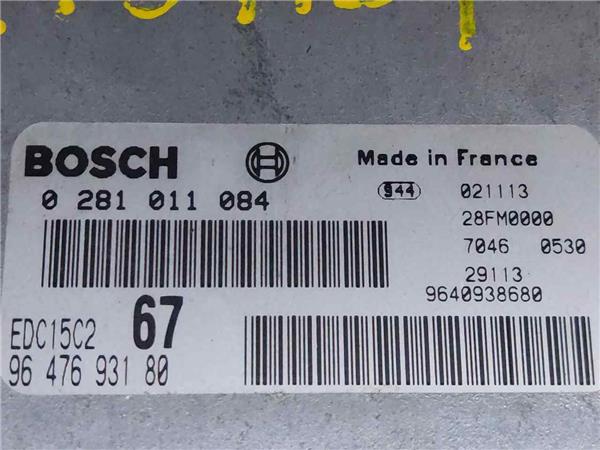 BOSCH
Made in France
0 281 011 084
944
021113
28FM0000
7046 0530
29113
9640938680
EDC15C2
67
96 476 931 80